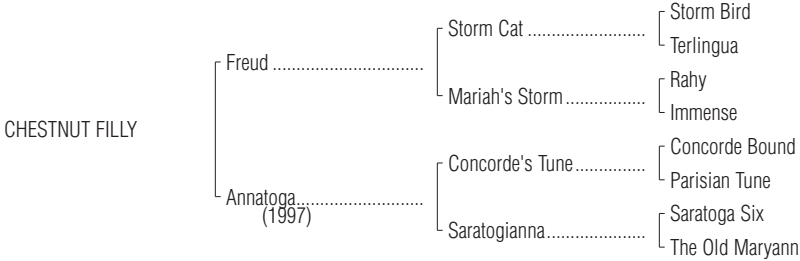 Storm Bird
Storm Cat ..........................
Terlingua
Freud .................................
Rahy
Mariah's Storm .................
Immense
CHESTNUT FILLY
Concorde Bound
Concorde's Tune ...............
Parisian Tune
Annatoga............................
(1997)
Saratoga Six
Saratogianna.....................
The Old Maryann